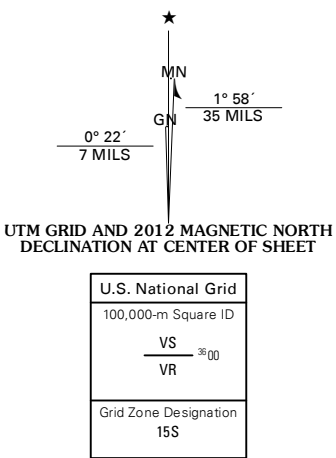 ★
MN
1° 58´
35 MILS
GN
0° 22´
7 MILS
UTM GRID AND 2012 MAGNETIC NORTH
DECLINATION AT CENTER OF SHEET
U.S. National Grid
100,000-m Square ID
VS
3600
VR
Grid Zone Designation
15S